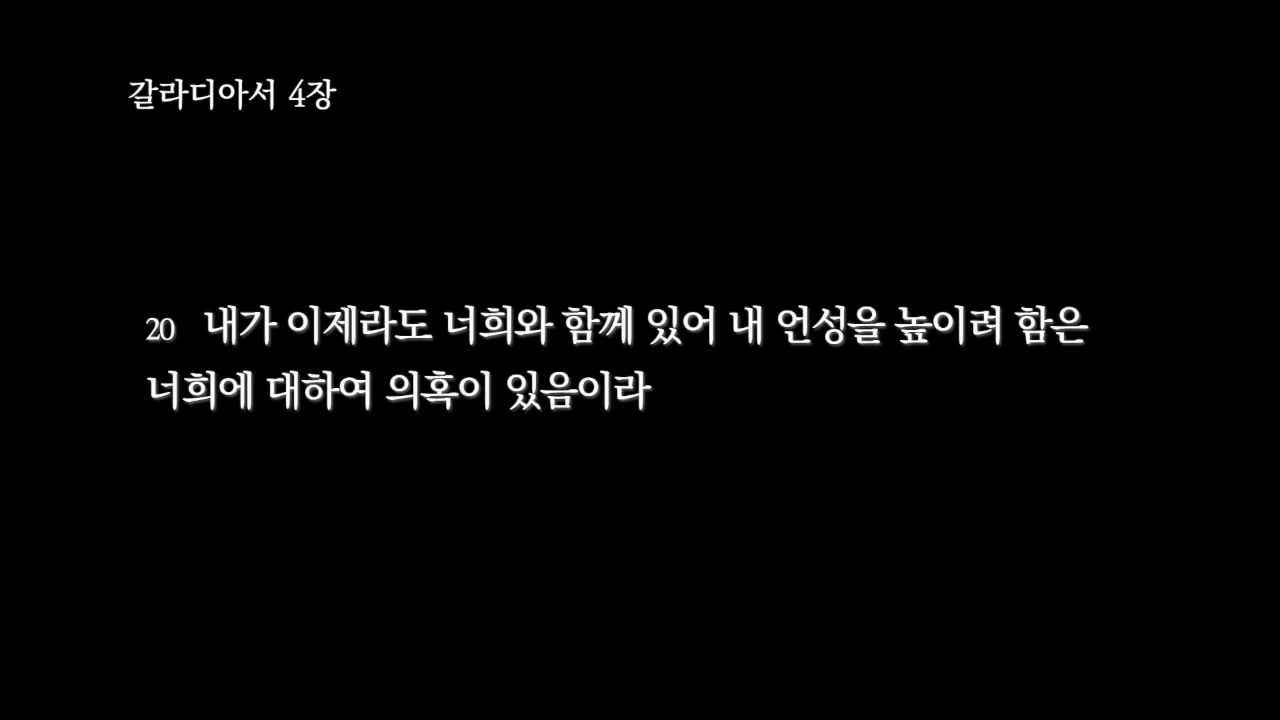 갈라디아서 4장
20 내가 이제라도 너희와 함께 있어 내 언성을 높이려 함은
너희에 대하여 의혹이 있음이라